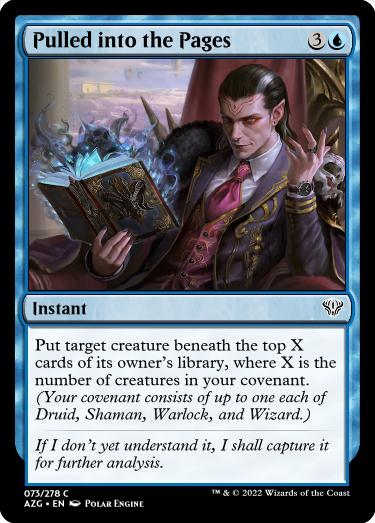 Pulled into the Pages 3
Instant
Put target creature beneath the top X
cards of its owner's library, where X is the
number of creatures in your covenant.
(Your covenant consists of up to one each of
Druid, Shaman, Warlock, and Wizard.)
If I don't yet understand it, I shall capture it
for further analysis.
073/278 C
AZG • EN Polar Engine
™ & © 2022 Wizards of the Coast